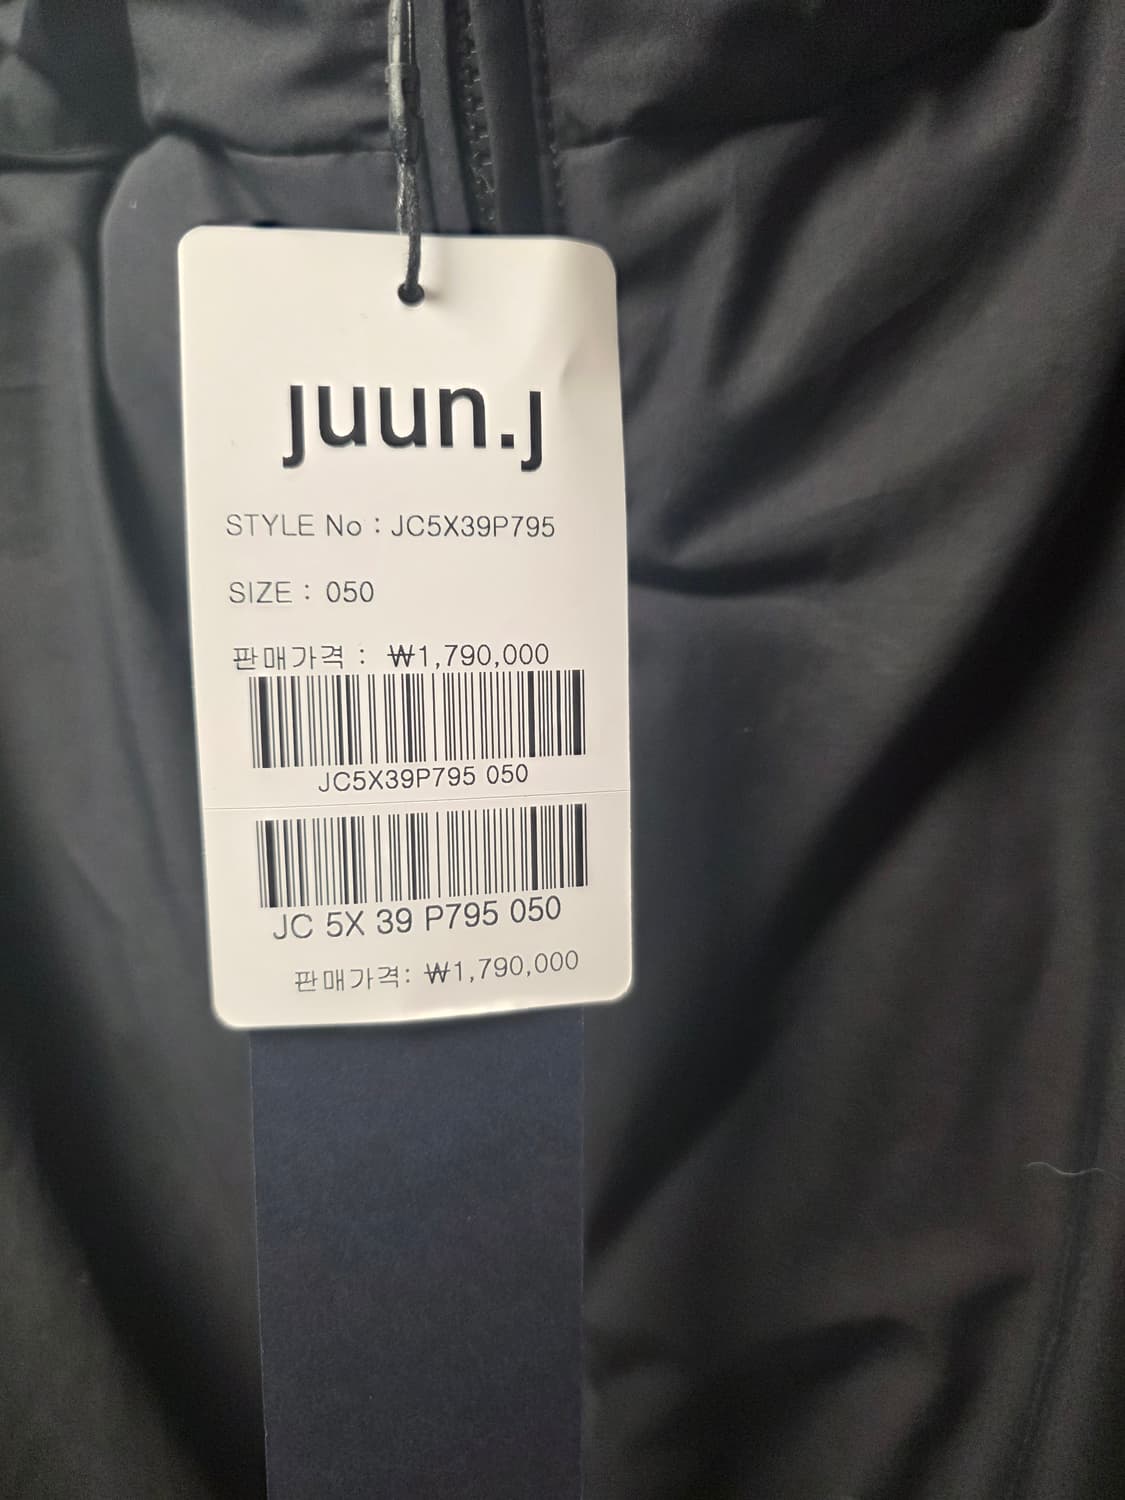 juun.j
STYLE No : JC5X39P795
SIZE : 050
판매가격 : ₩1,790,000
JC5X39P795 050
JC 5X 39 P795 050
판매가격: ₩1,790,000